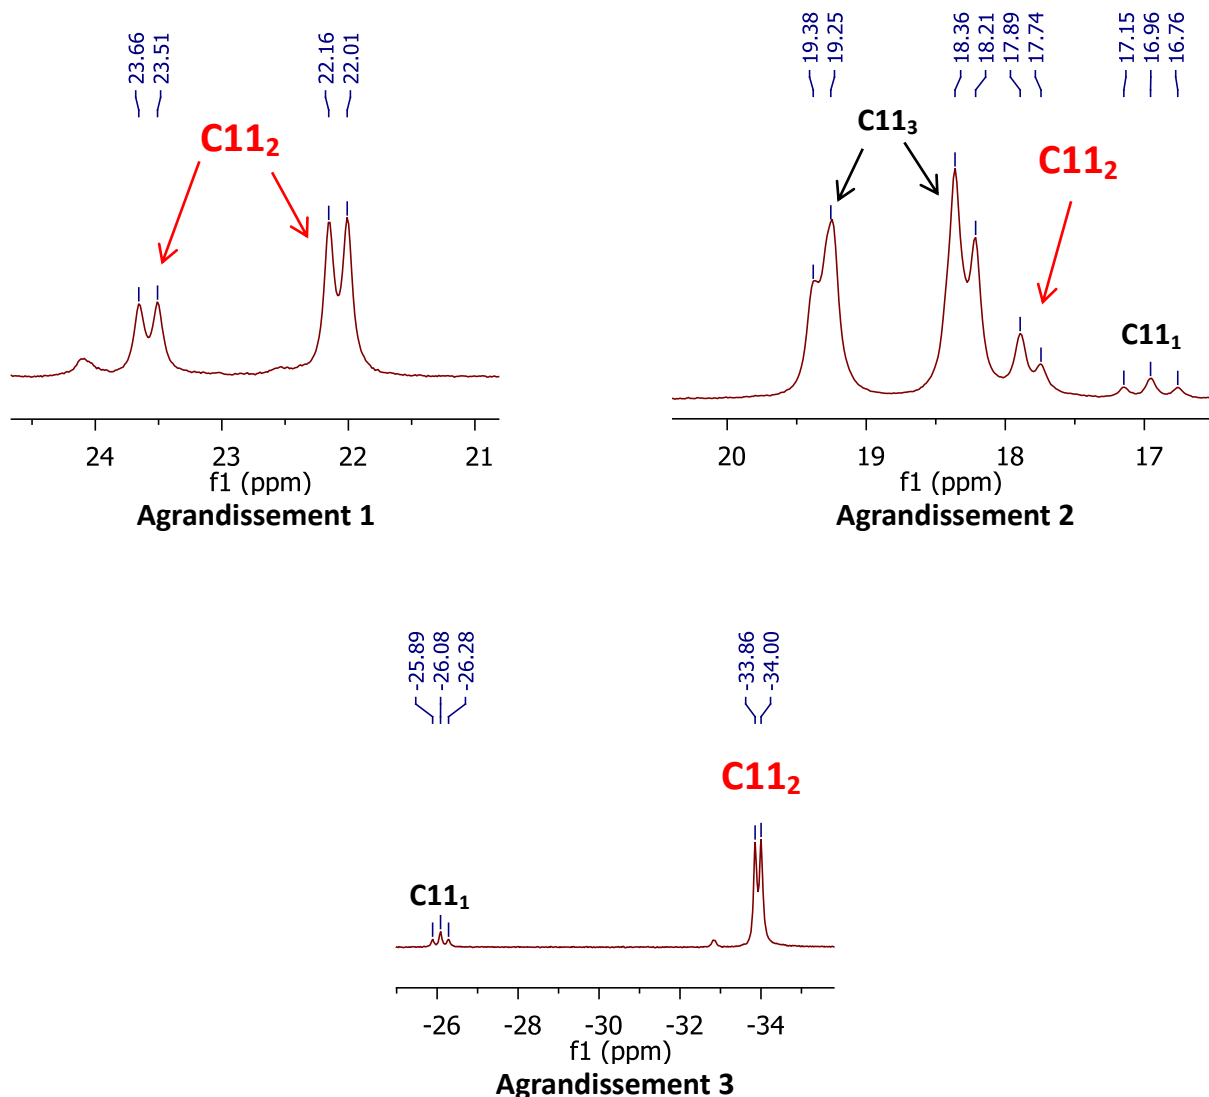 23.66
23.51
22.16
22.01
C11₂
24 23 22 21
f1 (ppm)
Agrandissement 1
19.38
19.25
18.36
18.21
17.89
17.74
17.15
16.96
16.76
C11₃
C11₂
C11₁
20 19 18 17
f1 (ppm)
Agrandissement 2
-25.89
-26.08
-26.28
-33.86
-34.00
C11₂
C11₁
-26 -28 -30 -32 -34
f1 (ppm)
Agrandissement 3